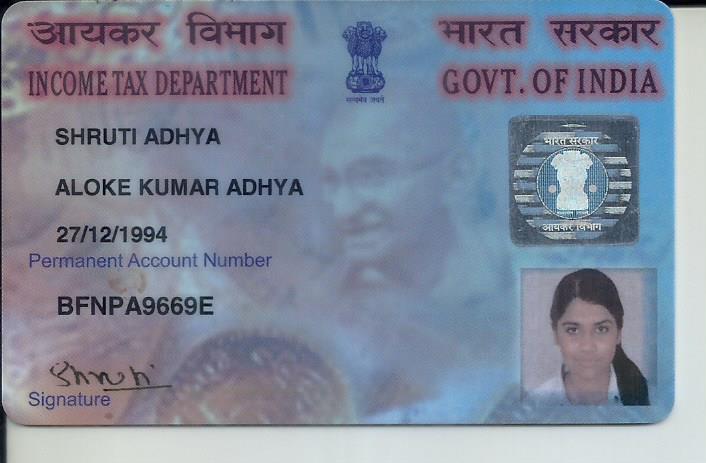 आयकर विभाग
भारत सरकार
INCOME TAX DEPARTMENT
GOVT. OF INDIA
सत्यमेव जयते
SHRUTI ADHYA
भारत सरकार
ALOKE KUMAR ADHYA
आयकर विभाग
27/12/1994
Permanent Account Number
BFNPA9669E
Shruti
Signature